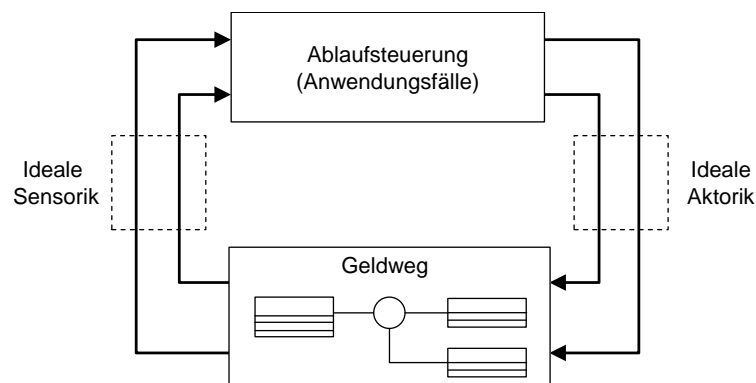 Ablaufsteuerung
(Anwendungsfälle)
Ideale
Sensorik
Ideale
Aktorik
Geldweg